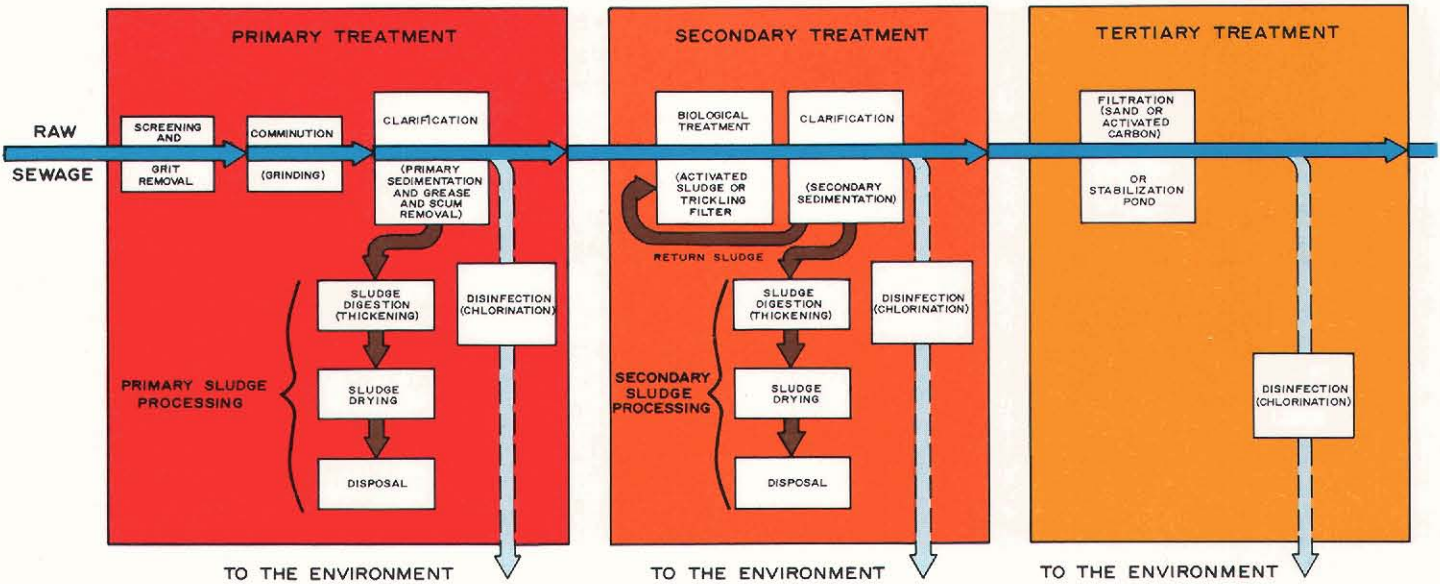 PRIMARY TREATMENT
RAW
SEWAGE
SCREENING
AND
GRIT
REMOVAL
COMMINUTION
(GRINDING)
CLARIFICATION
(PRIMARY
SEDIMENTATION
AND GREASE
AND SCUM
REMOVAL)
SLUDGE
DIGESTION
(THICKENING)
DISINFECTION
(CHLORINATION)
PRIMARY SLUDGE
PROCESSING
SLUDGE
DRYING
DISPOSAL
TO THE ENVIRONMENT
SECONDARY TREATMENT
BIOLOGICAL
TREATMENT
(ACTIVATED
SLUDGE OR
TRICKLING
FILTER
CLARIFICATION
(SECONDARY
SEDIMENTATION)
RETURN SLUDGE
SLUDGE
DIGESTION
(THICKENING)
DISINFECTION
(CHLORINATION)
SECONDARY
SLUDGE
PROCESSING
SLUDGE
DRYING
DISPOSAL
TO THE ENVIRONMENT
TERTIARY TREATMENT
FILTRATION
(SAND OR
ACTIVATED
CARBON)
OR
STABILIZATION
POND
DISINFECTION
(CHLORINATION)
TO THE ENVIRONMENT